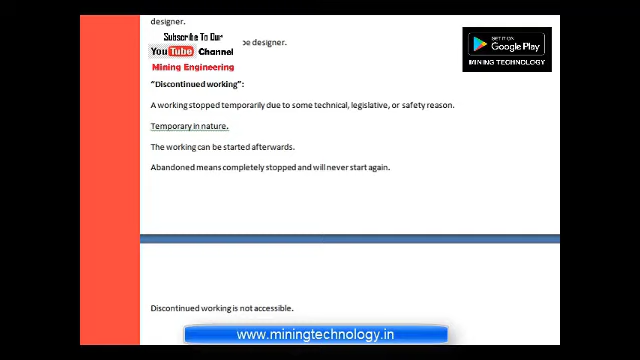 designer.
Subscribe To Our
be designer.
YouTube Channel
Mining Engineering
GET IT ON
Google Play
MINING TECHNOLOGY
“Discontinued working”:
A working stopped temporarily due to some technical, legislative, or safety reason.
Temporary in nature.
The working can be started afterwards.
Abandoned means completely stopped and will never start again.
Discontinued working is not accessible.
www.miningtechnology.in